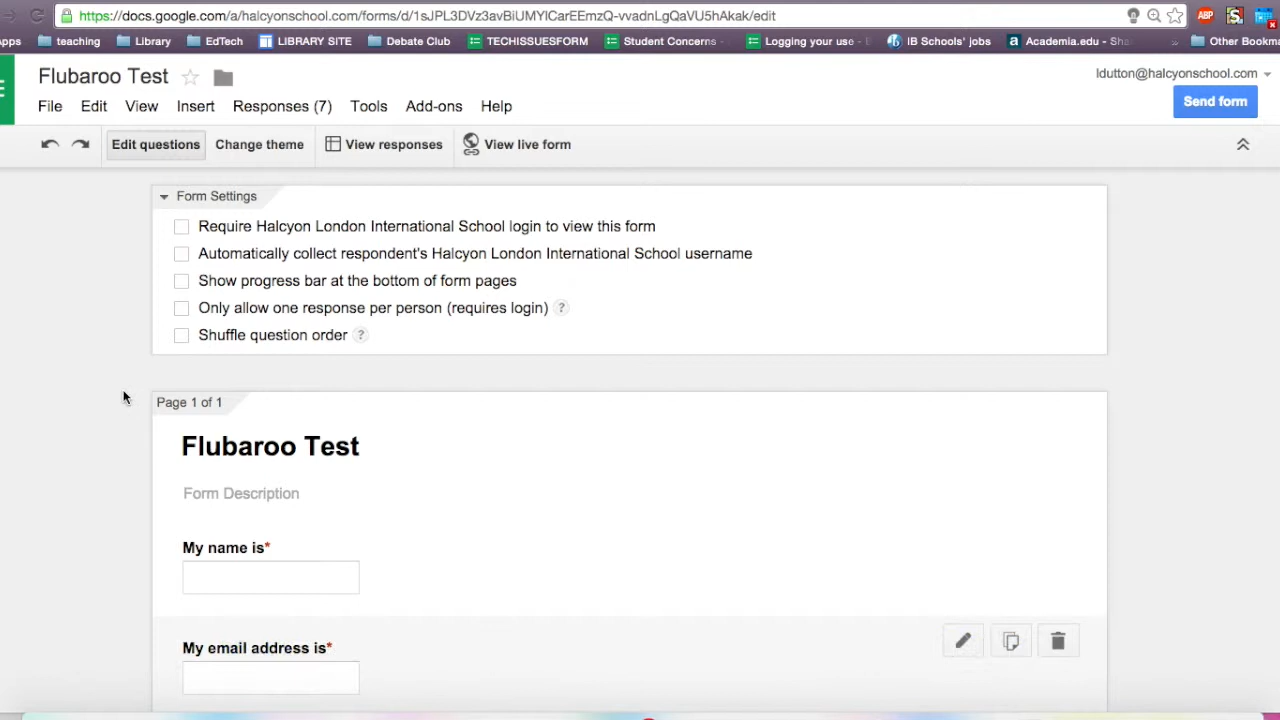 https://docs.google.com/a/halcyonschool.com/forms/d/1sJPL3DVz3avBiUMYlCarEEmzQ-vvadnLgQaVU5hAkak/edit
ABP
S
pps teaching Library EdTech LIBRARY SITE Debate Club TECHISSUESFORM Student Concerns - Logging your use - IB Schools' jobs a Academia.edu - Sha » Other Bookma
Flubaroo Test
ldutton@halcyonschool.com
File Edit View Insert Responses (7) Tools Add-ons Help
Send form
Edit questions Change theme View responses View live form
Form Settings
Require Halcyon London International School login to view this form
Automatically collect respondent's Halcyon London International School username
Show progress bar at the bottom of form pages
Only allow one response per person (requires login) ?
Shuffle question order ?
Page 1 of 1
Flubaroo Test
Form Description
My name is*
My email address is*